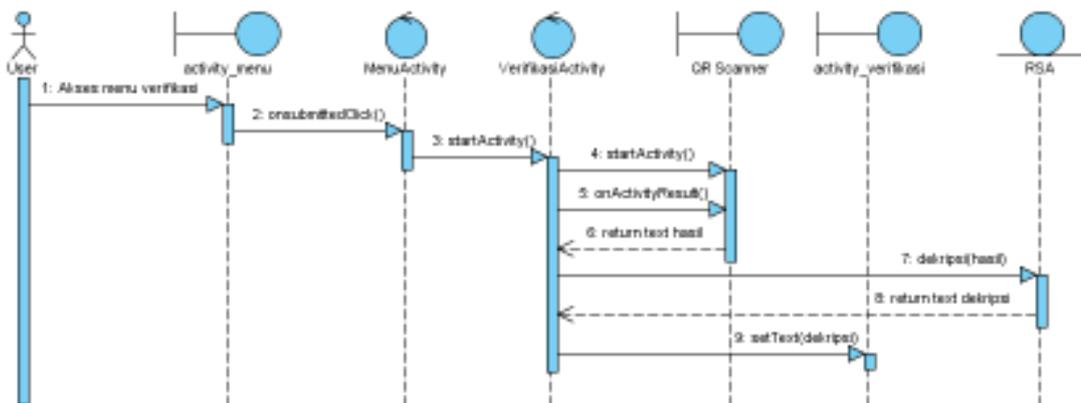 User
activity_menu
MenuActivity
VerifikasiActivity
QR Scanner
activity_verifikasi
RSA
1: Akses menu verifikasi
2: onsubmittedClick()
3: startActivity()
4: startActivity()
5: onActivityResult()
6: return text hasil
7: dekripsi(hasil)
8: return text dekripsi
9: setText(dekripsi)